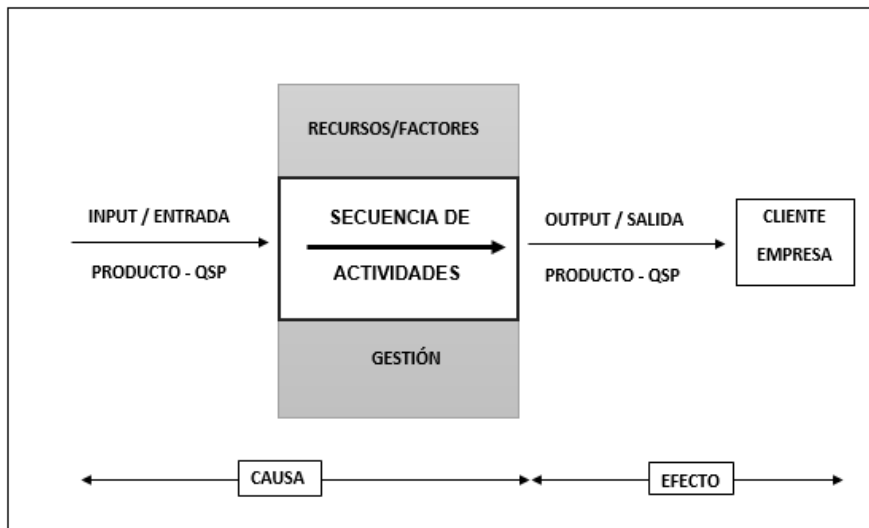 RECURSOS/FACTORES
INPUT / ENTRADA
PRODUCTO - QSP
SECUENCIA DE
ACTIVIDADES
OUTPUT / SALIDA
PRODUCTO - QSP
CLIENTE
EMPRESA
GESTIÓN
CAUSA
EFECTO